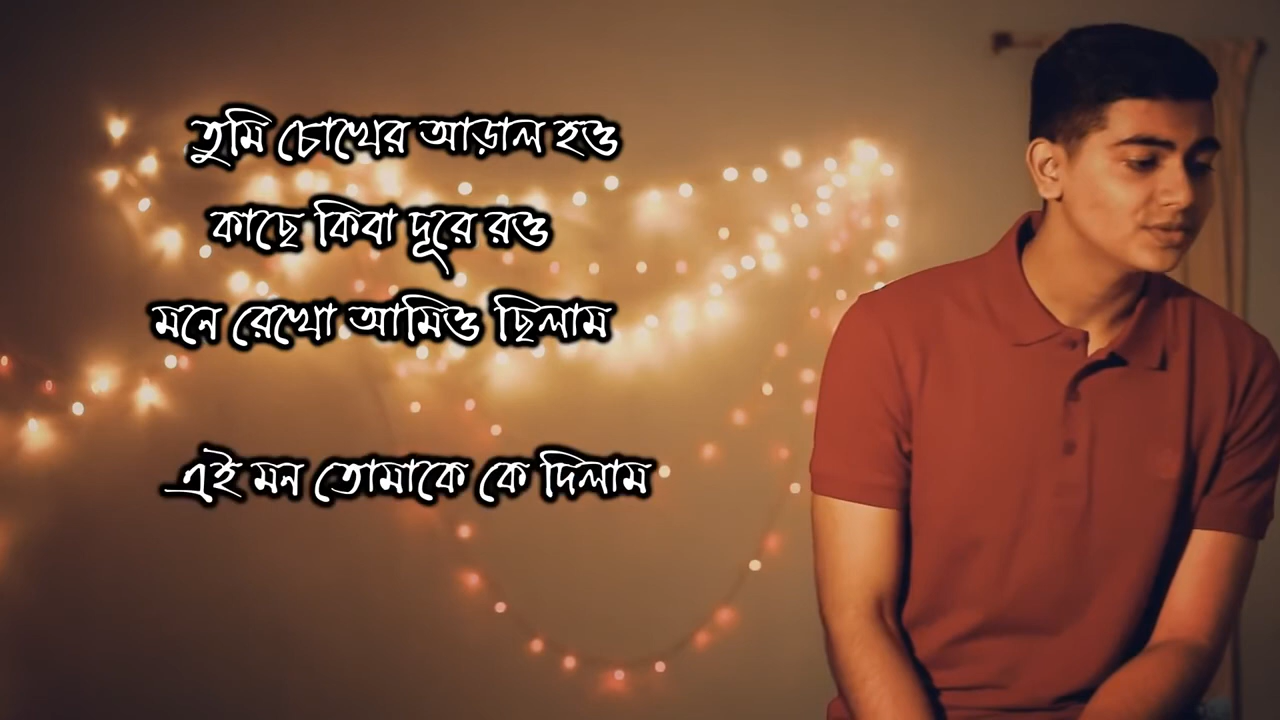 তুমি চোখের আড়াল হও
কাছে কিবা দূরে রও
মনে রেখো আমিও ছিলাম
এই মন তোমাকে কে দিলাম